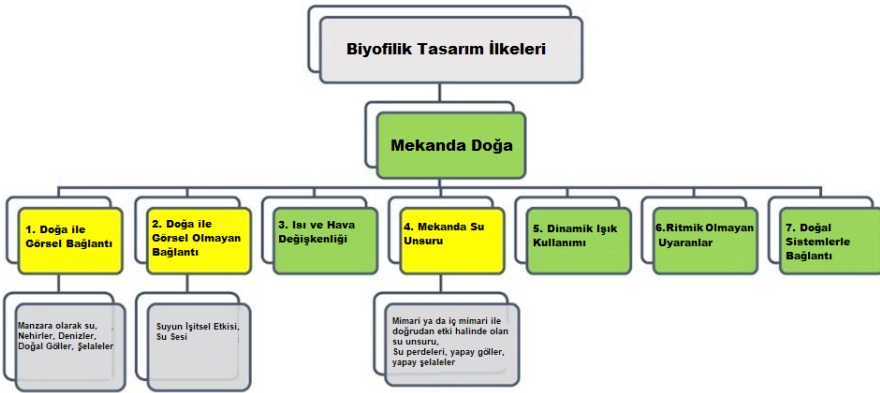 Biyofilik Tasarım İlkeleri
Mekanda Doğa
1. Doğa ile
Görsel Bağlantı
2. Doğa ile
Görsel Olmayan
Bağlantı
3. Isı ve Hava
Değişkenliği
4. Mekanda Su
Unsuru
5. Dinamik Işık
Kullanımı
6.Ritmik Olmayan
Uyaranlar
7. Doğal
Sistemlerle
Bağlantı
Manzara olarak su,
Nehirler, Denizler,
Doğal Göller, Şelaleler
Suyun İşitsel Etkisi,
Su Sesi
Mimari ya da iç mimari ile
doğrudan etki halinde olan
su unsuru,
Su perdeleri, yapay göller,
yapay şelaleler